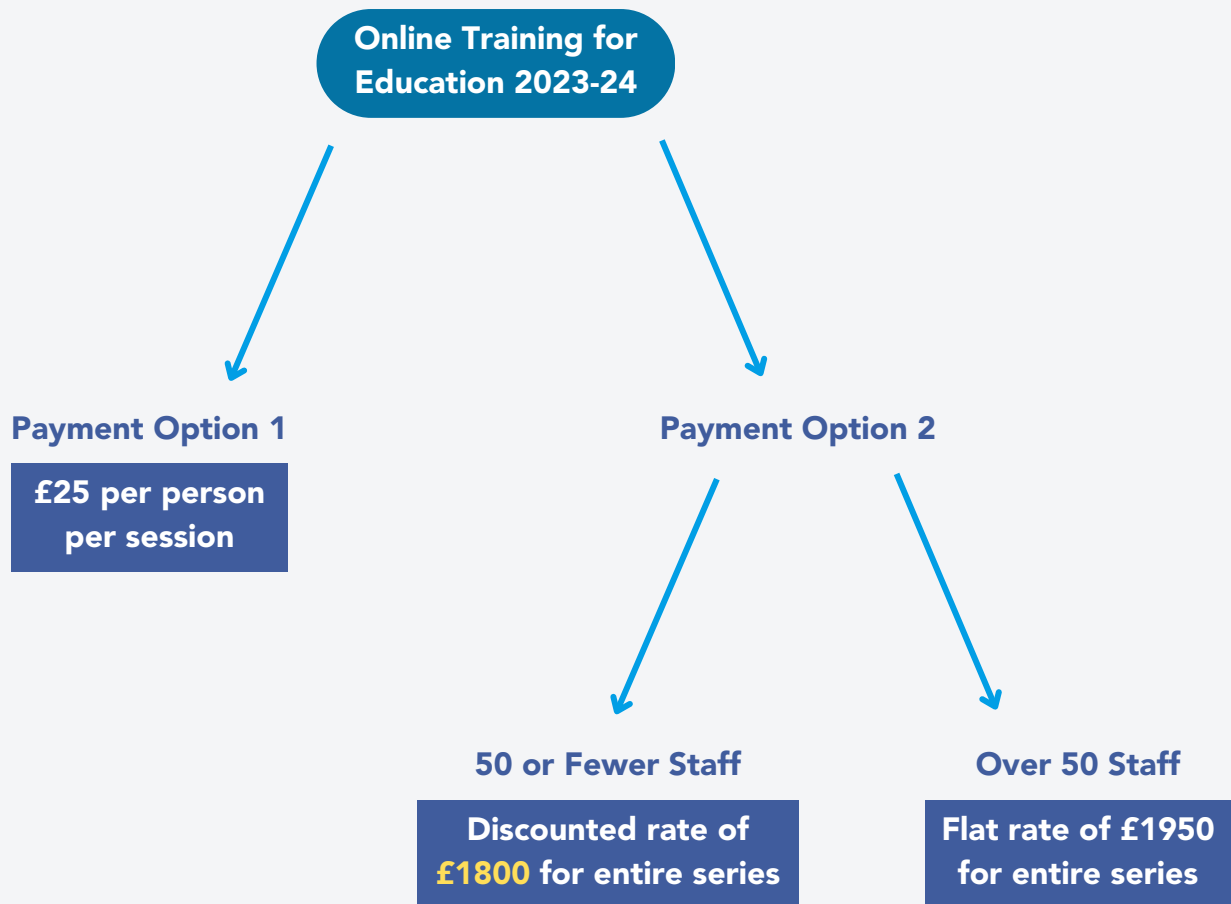 Online Training for
Education 2023-24
Payment Option 1
£25 per person
per session
Payment Option 2
50 or Fewer Staff
Discounted rate of
£1800 for entire series
Over 50 Staff
Flat rate of £1950
for entire series